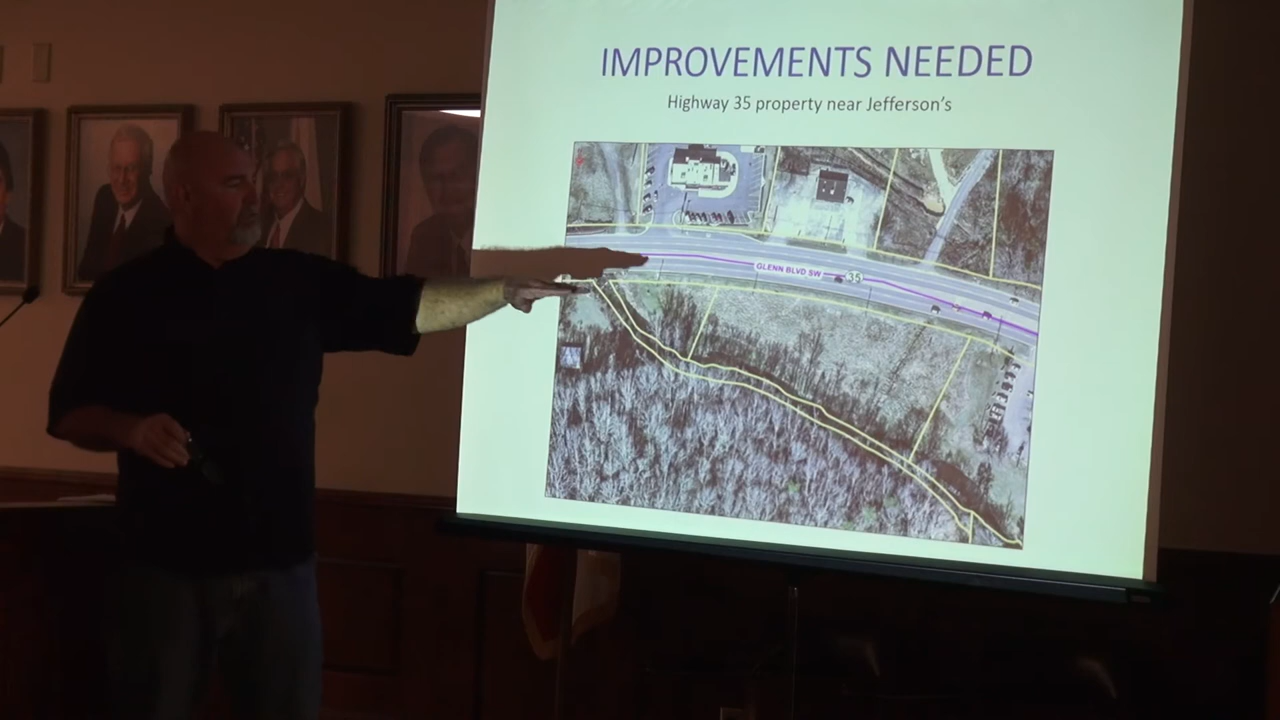 IMPROVEMENTS NEEDED
Highway 35 property near Jefferson's
GLENN BLVD SW
35